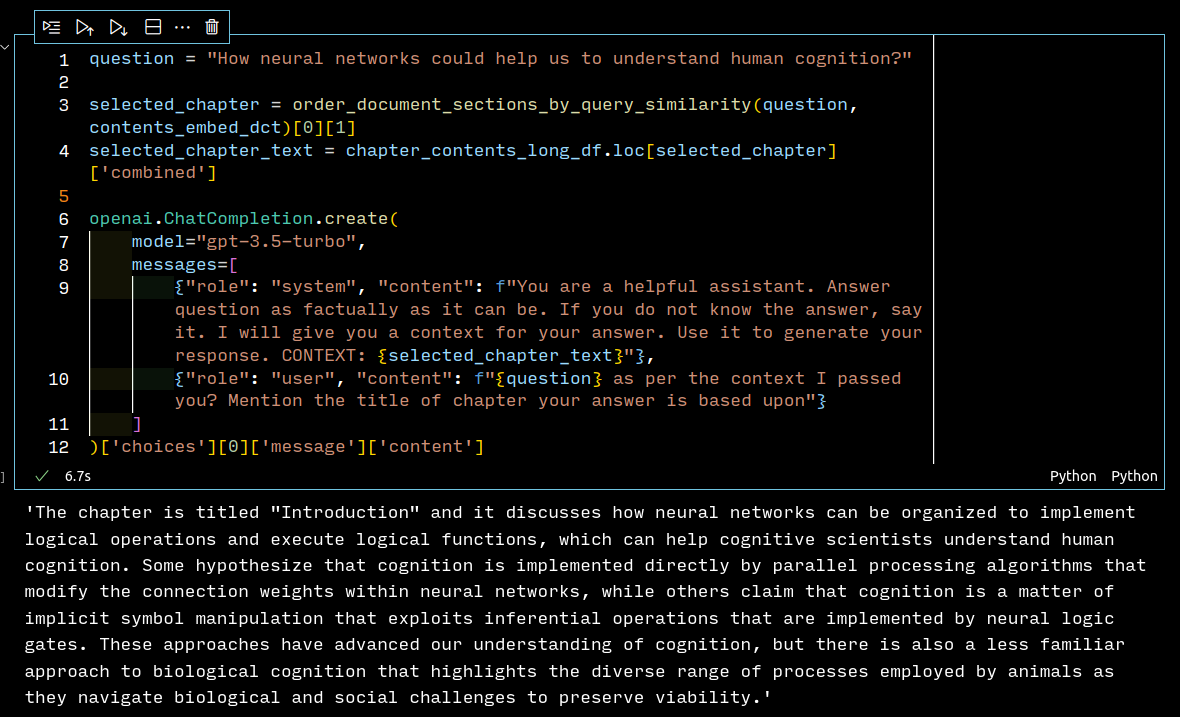 1 question = "How neural networks could help us to understand human cognition?"
2
3 selected_chapter = order_document_sections_by_query_similarity(question,
contents_embed_dct)[0][1]
4 selected_chapter_text = chapter_contents_long_df.loc[selected_chapter]
['combined']
5
6 openai.ChatCompletion.create(
7 model="gpt-3.5-turbo",
8 messages=[
9 {"role": "system", "content": f"You are a helpful assistant. Answer
question as factually as it can be. If you do not know the answer, say
it. I will give you a context for your answer. Use it to generate your
response. CONTEXT: {selected_chapter_text}"},
10 {"role": "user", "content": f"{question} as per the context I passed
you? Mention the title of chapter your answer is based upon"}
11 ]
12 )['choices'][0]['message']['content']
] ✓ 6.7s Python Python
'The chapter is titled "Introduction" and it discusses how neural networks can be organized to implement
logical operations and execute logical functions, which can help cognitive scientists understand human
cognition. Some hypothesize that cognition is implemented directly by parallel processing algorithms that
modify the connection weights within neural networks, while others claim that cognition is a matter of
implicit symbol manipulation that exploits inferential operations that are implemented by neural logic
gates. These approaches have advanced our understanding of cognition, but there is also a less familiar
approach to biological cognition that highlights the diverse range of processes employed by animals as
they navigate biological and social challenges to preserve viability.'